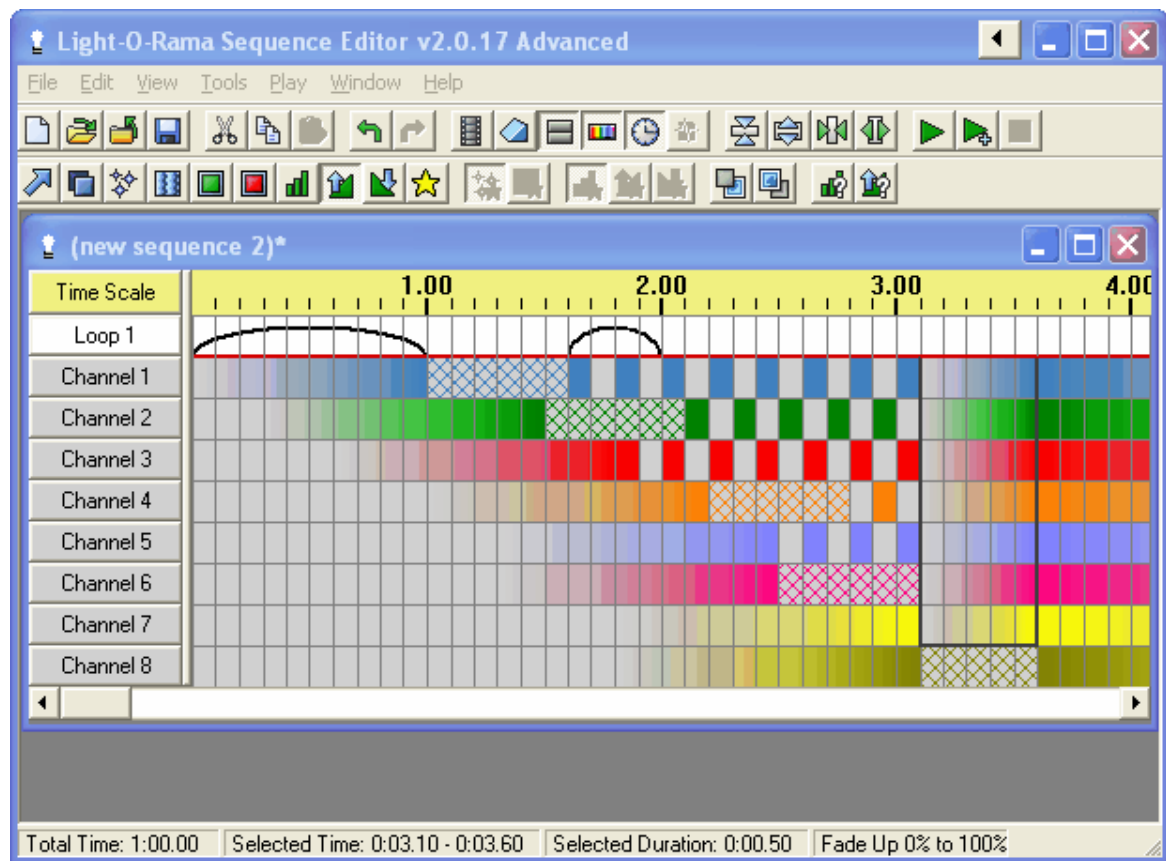 Light-O-Rama Sequence Editor v2.0.17 Advanced
File Edit View Tools Play Window Help
(new sequence 2)*
Time Scale 1.00 2.00 3.00 4.00
Loop 1
Channel 1
Channel 2
Channel 3
Channel 4
Channel 5
Channel 6
Channel 7
Channel 8
Total Time: 1:00.00 Selected Time: 0:03.10 - 0:03.60 Selected Duration: 0:00.50 Fade Up 0% to 100%